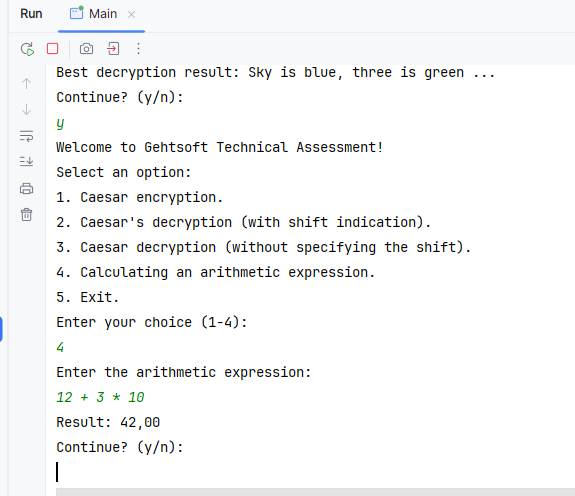 Run Main
Best decryption result: Sky is blue, three is green ...
Continue? (y/n):
y
Welcome to Gehtsoft Technical Assessment!
Select an option:
1. Caesar encryption.
2. Caesar's decryption (with shift indication).
3. Caesar decryption (without specifying the shift).
4. Calculating an arithmetic expression.
5. Exit.
Enter your choice (1-4):
4
Enter the arithmetic expression:
12 + 3 * 10
Result: 42,00
Continue? (y/n):